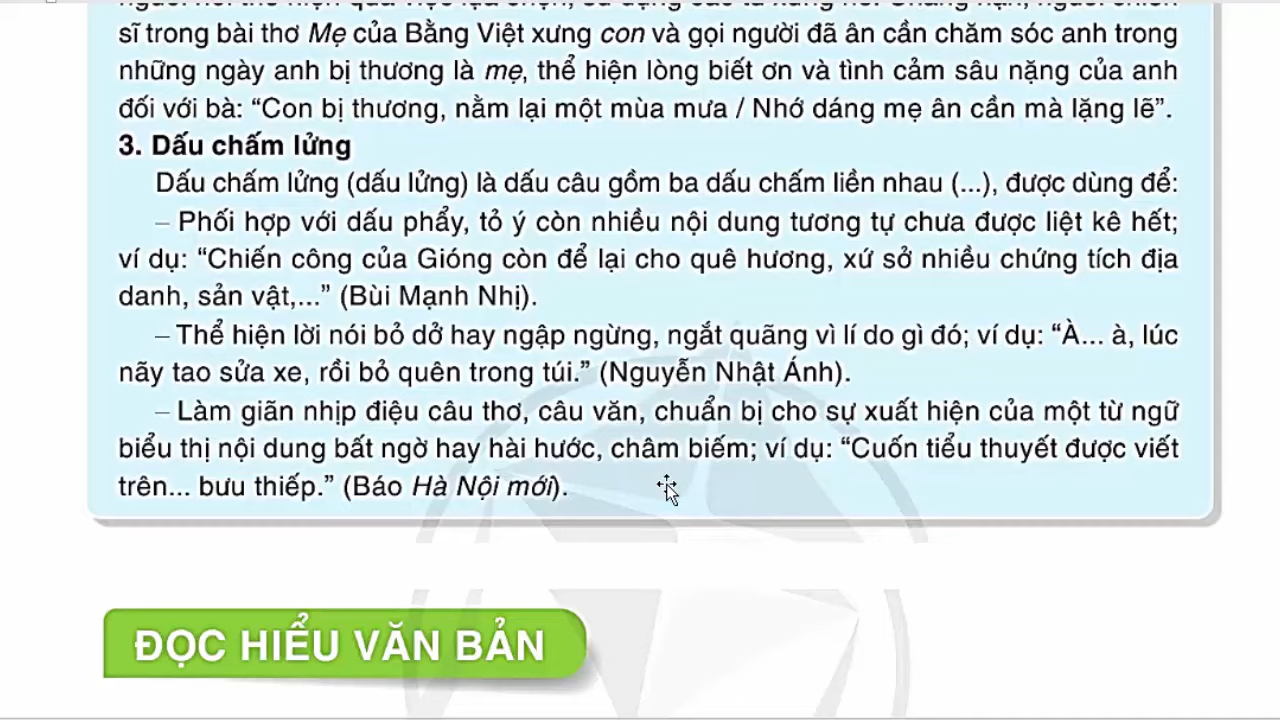 sĩ trong bài thơ Mẹ của Bằng Việt xưng con và gọi người đã ân cần chăm sóc anh trong
những ngày anh bị thương là mẹ, thể hiện lòng biết ơn và tình cảm sâu nặng của anh
đối với bà: “Con bị thương, nằm lại một mùa mưa / Nhớ dáng mẹ ân cần mà lặng lẽ”.
3. Dấu chấm lửng
Dấu chấm lửng (dấu lửng) là dấu câu gồm ba dấu chấm liền nhau (...), được dùng để:
– Phối hợp với dấu phẩy, tỏ ý còn nhiều nội dung tương tự chưa được liệt kê hết;
ví dụ: “Chiến công của Gióng còn để lại cho quê hương, xứ sở nhiều chứng tích địa
danh, sản vật,...” (Bùi Mạnh Nhị).
– Thể hiện lời nói bỏ dở hay ngập ngừng, ngắt quãng vì lí do gì đó; ví dụ: “À... à, lúc
nãy tao sửa xe, rồi bỏ quên trong túi.” (Nguyễn Nhật Ánh).
– Làm giãn nhịp điệu câu thơ, câu văn, chuẩn bị cho sự xuất hiện của một từ ngữ
biểu thị nội dung bất ngờ hay hài hước, châm biếm; ví dụ: “Cuốn tiểu thuyết được viết
trên... bưu thiếp.” (Báo Hà Nội mới).
ĐỌC HIỂU VĂN BẢN